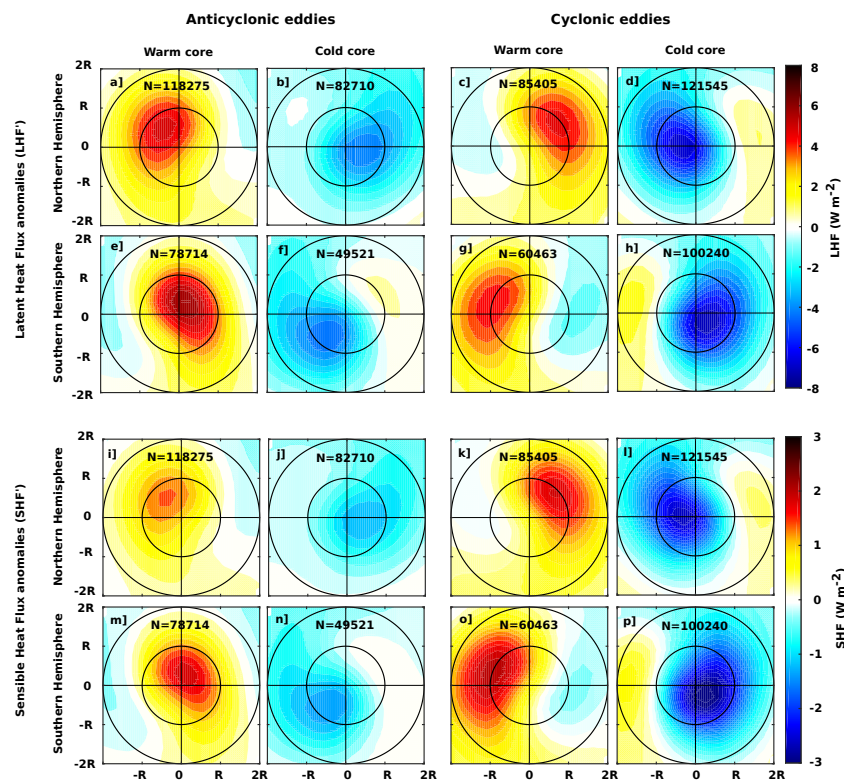 Anticyclonic eddies Cyclonic eddies
Warm core Cold core Warm core Cold core
Latent Heat Flux anomalies (LHF')
Northern Hemisphere
2R R 0 -R -2R
a] N=118275
b] N=82710
c] N=85405
d] N=121545
Southern Hemisphere
2R R 0 -R -2R
e] N=78714
f] N=49521
g] N=60463
h] N=100240
8 6 4 2 0 -2 -4 -6 -8
LHF (W m-2)
Sensible Heat Flux anomalies (SHF')
Northern Hemisphere
2R R 0 -R -2R
i] N=118275
j] N=82710
k] N=85405
l] N=121545
Southern Hemisphere
2R R 0 -R -2R
m] N=78714
n] N=49521
o] N=60463
p] N=100240
-R 0 R 2R -R 0 R 2R -R 0 R 2R -R 0 R 2R
3 2 1 0 -1 -2 -3
SHF (W m-2)